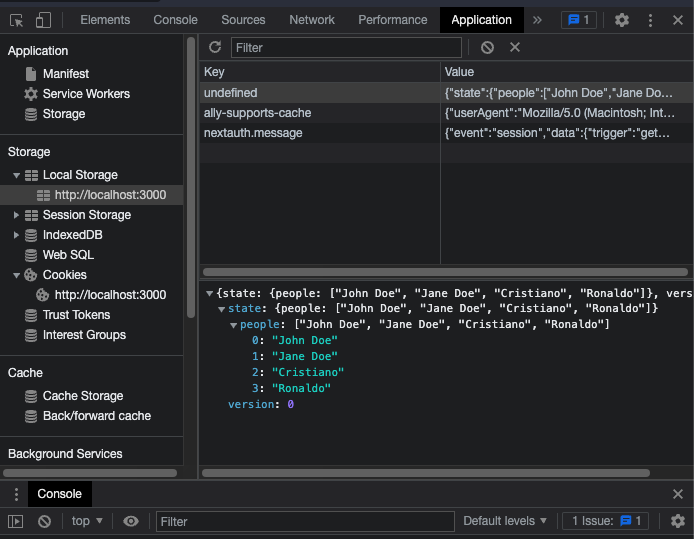 Elements Console Sources Network Performance Application » 1
Application
Manifest
Service Workers
Storage
Storage
Local Storage
http://localhost:3000
Session Storage
IndexedDB
Web SQL
Cookies
http://localhost:3000
Trust Tokens
Interest Groups
Cache
Cache Storage
Back/forward cache
Background Services
Filter
Key Value
undefined {"state":{"people":["John Doe","Jane Do…
ally-supports-cache {"userAgent":"Mozilla/5.0 (Macintosh; Int…
nextauth.message {"event":"session","data":{"trigger":"get…
{state: {people: ["John Doe", "Jane Doe", "Cristiano", "Ronaldo"]}, vers
state: {people: ["John Doe", "Jane Doe", "Cristiano", "Ronaldo"]}
people: ["John Doe", "Jane Doe", "Cristiano", "Ronaldo"]
0: "John Doe"
1: "Jane Doe"
2: "Cristiano"
3: "Ronaldo"
version: 0
Console
top Filter Default levels 1 Issue: 1